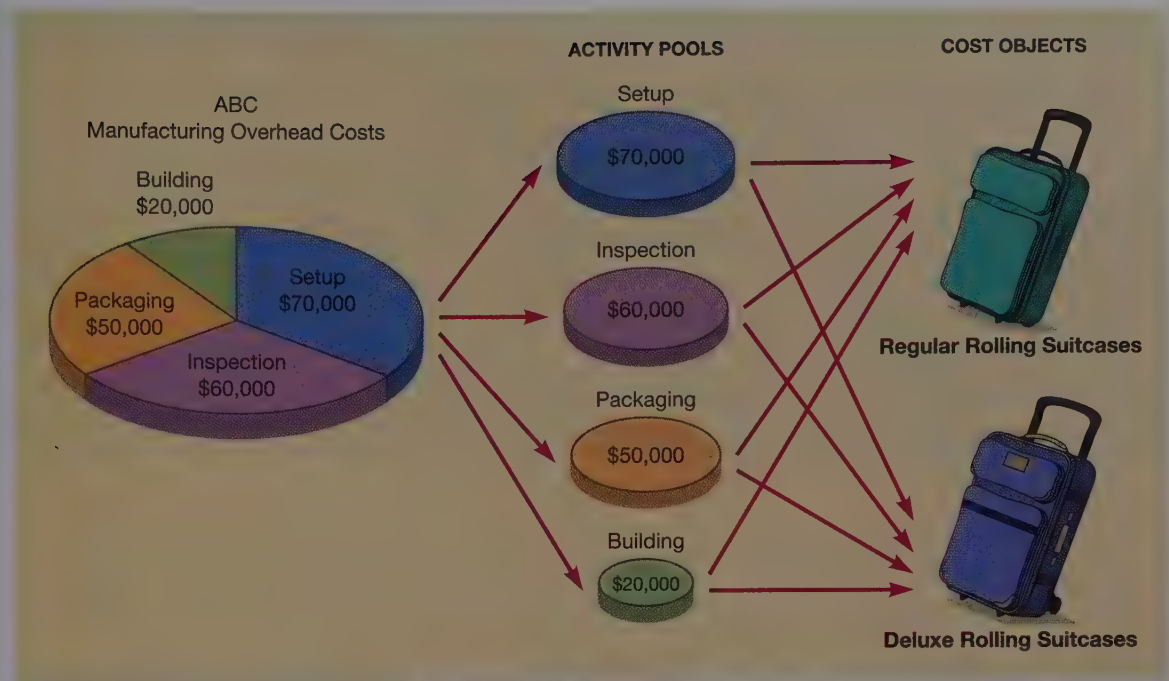 ABC
Manufacturing Overhead Costs
Building
$20,000
Setup
$70,000
Packaging
$50,000
Inspection
$60,000
ACTIVITY POOLS
Setup
$70,000
Inspection
$60,000
Packaging
$50,000
Building
$20,000
COST OBJECTS
Regular Rolling Suitcases
Deluxe Rolling Suitcases